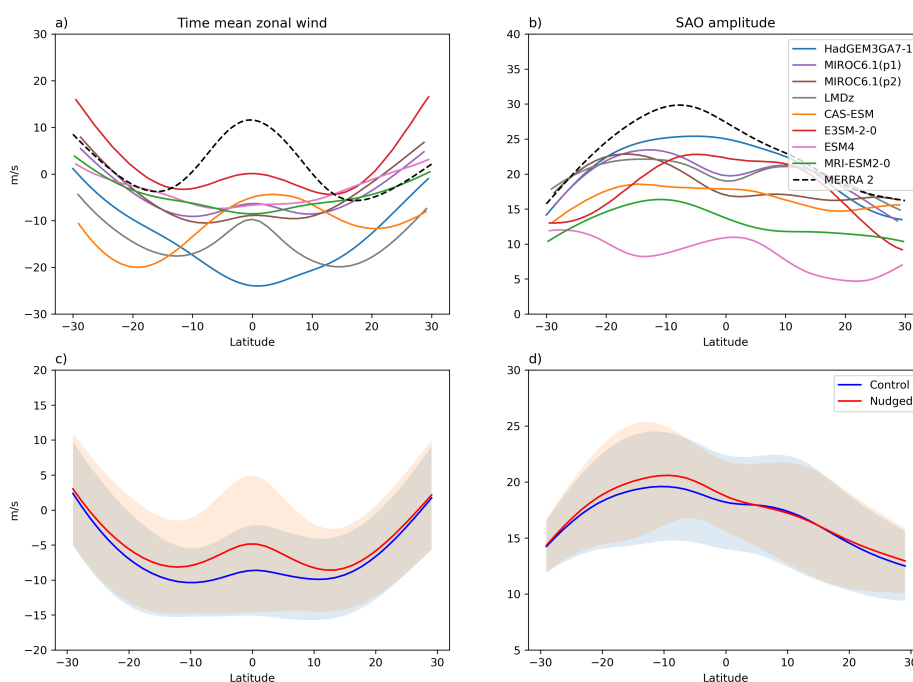 a)
Time mean zonal wind
30
20
10
0
−10
−20
−30
m/s
−30
−20
−10
0
10
20
30
Latitude
b)
SAO amplitude
40
35
30
25
20
15
10
5
0
−30
−20
−10
0
10
20
30
Latitude
HadGEM3GA7-1
MIROC6.1(p1)
MIROC6.1(p2)
LMDz
CAS-ESM
E3SM-2-0
ESM4
MRI-ESM2-0
MERRA 2
c)
20
15
10
5
0
−5
−10
−15
−20
m/s
−30
−20
−10
0
10
20
30
Latitude
d)
30
25
20
15
10
5
−30
−20
−10
0
10
20
30
Latitude
Control
Nudged